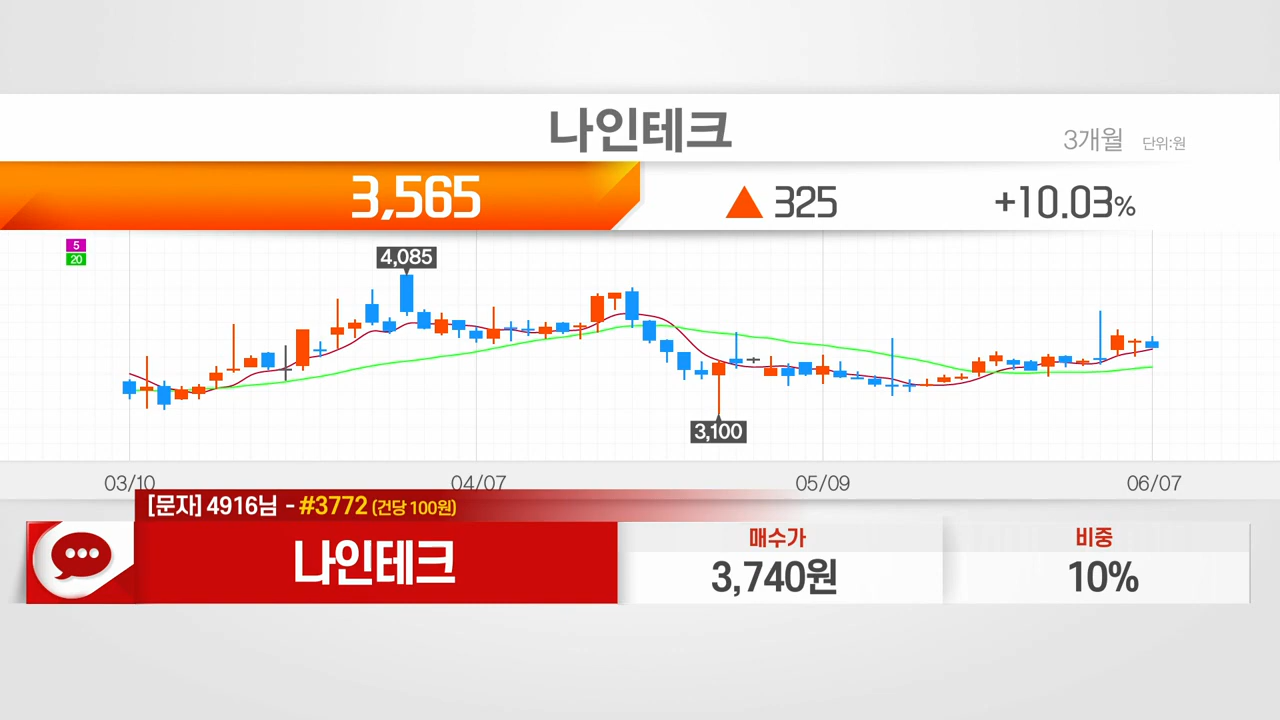 나인테크
3개월 단위:원
3,565 ▲ 325 +10.03%
5
20
4,085
3,100
03/10 04/07 05/09 06/07
[문자] 4916님 - #3772 (건당 100원)
나인테크
매수가 비중
3,740원 10%